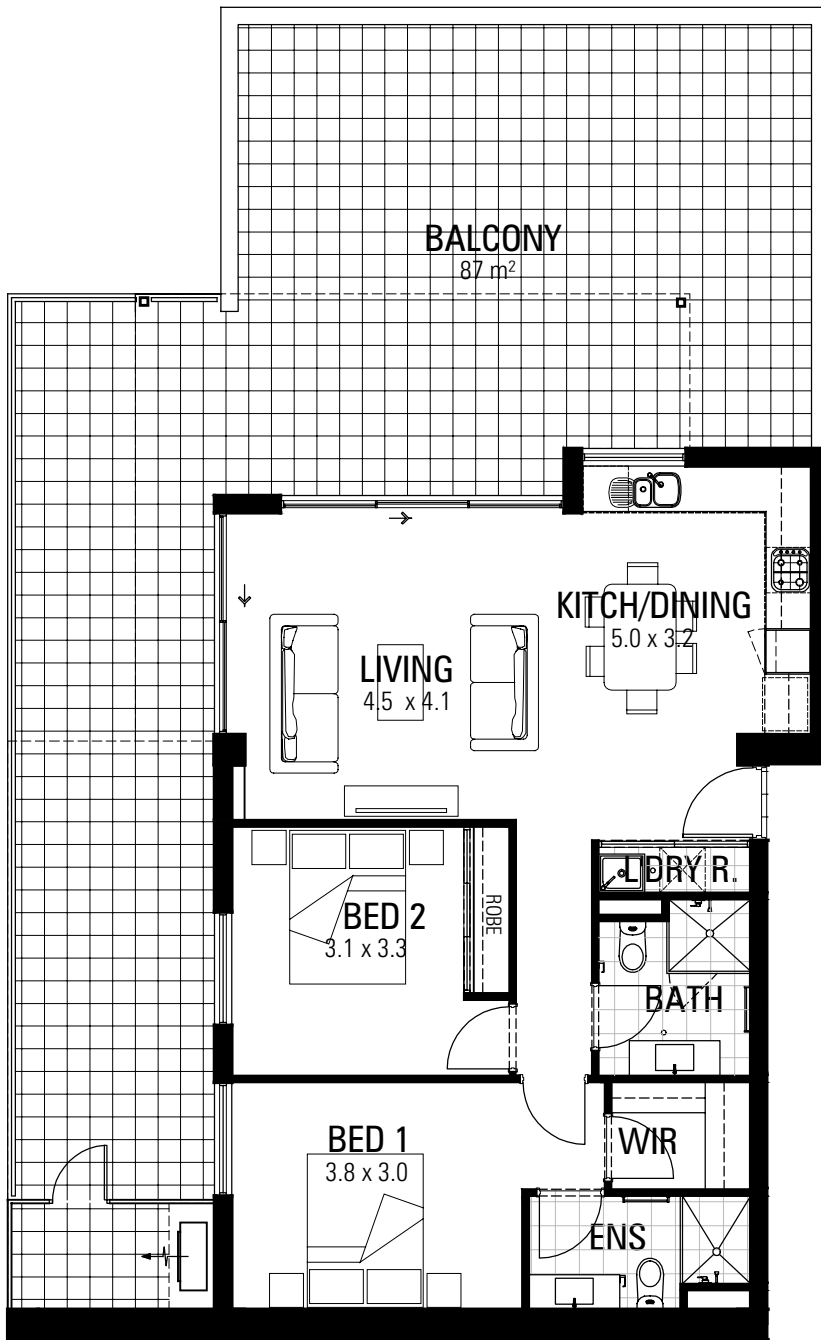 BALCONY
87 m²
KITCH/DINING
5.0 x 3.2
LIVING
4.5 x 4.1
L'DRY R.
BED 2
3.1 x 3.3
ROBE
BATH
BED 1
3.8 x 3.0
WIR
ENS